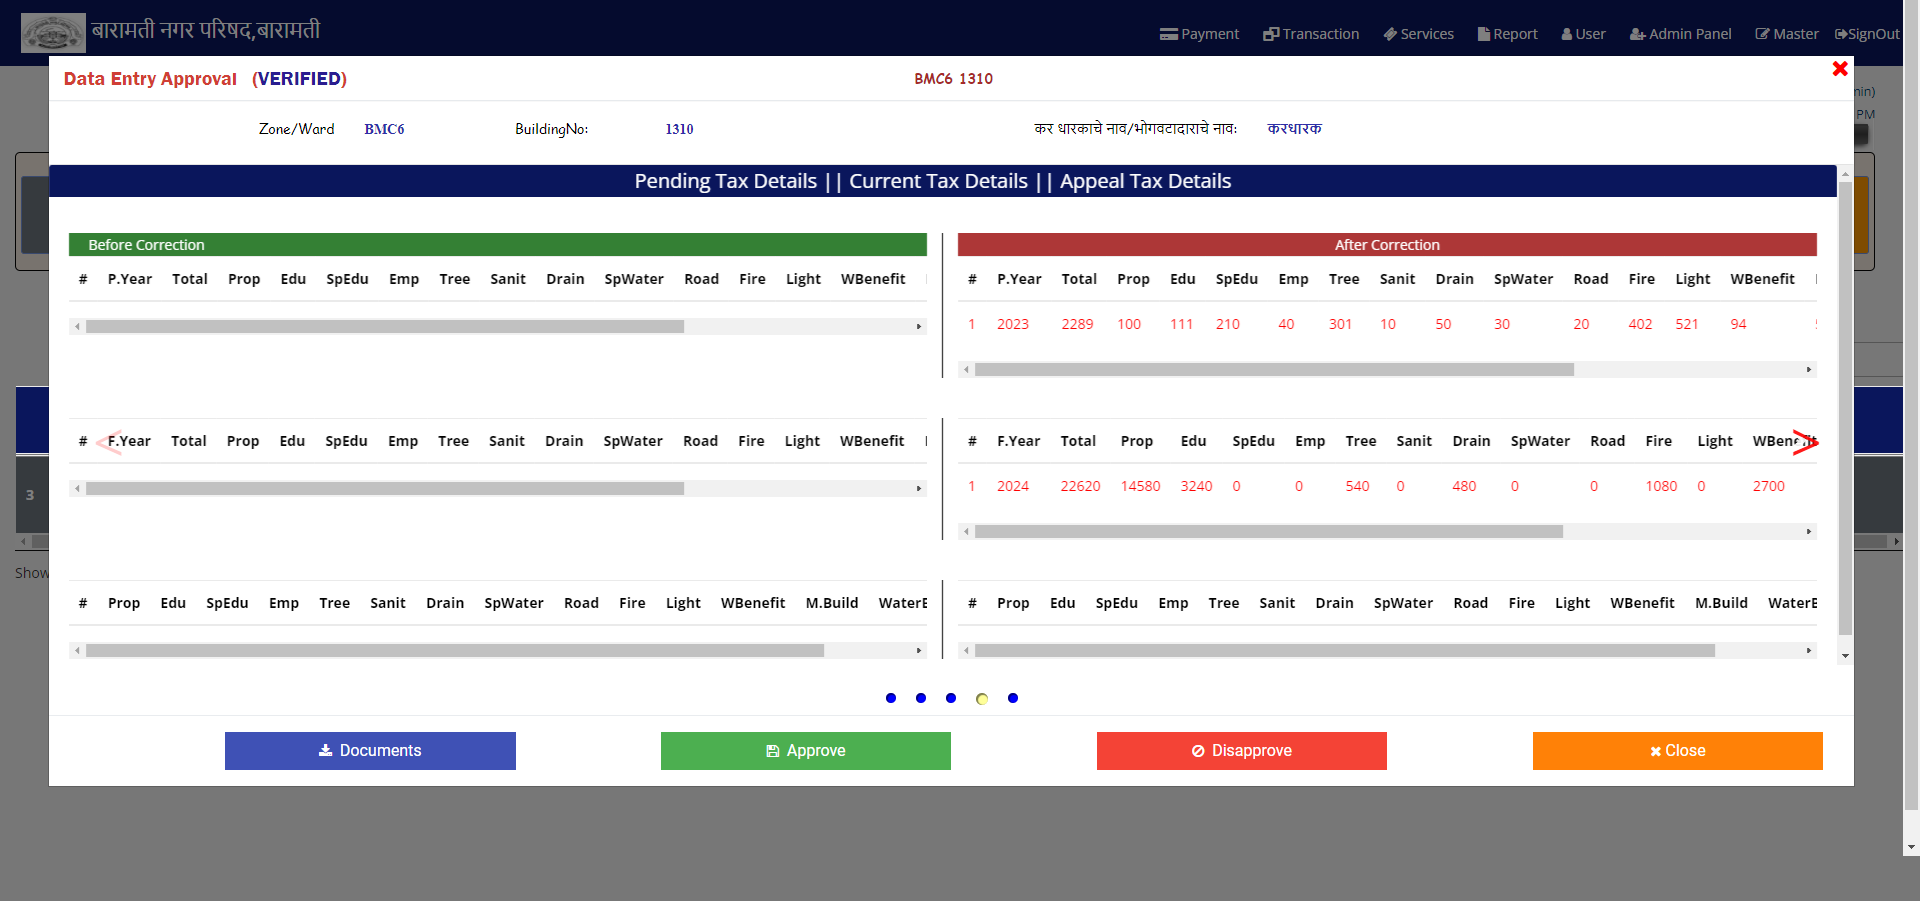 बारामती नगर परिषद,बारामती
Payment Transaction Services Report User Admin Panel Master SignOut
Data Entry Approval (VERIFIED) BMC6 1310
min)
PM
Zone/Ward BMC6 BuildingNo: 1310 कर धारकाचे नाव/भोगवटादाराचे नाव: करधारक
Pending Tax Details || Current Tax Details || Appeal Tax Details
Before Correction
# P.Year Total Prop Edu SpEdu Emp Tree Sanit Drain SpWater Road Fire Light WBenefit
After Correction
# P.Year Total Prop Edu SpEdu Emp Tree Sanit Drain SpWater Road Fire Light WBenefit
1 2023 2289 100 111 210 40 301 10 50 30 20 402 521 94
# F.Year Total Prop Edu SpEdu Emp Tree Sanit Drain SpWater Road Fire Light WBenefit
# F.Year Total Prop Edu SpEdu Emp Tree Sanit Drain SpWater Road Fire Light WBenefit
1 2024 22620 14580 3240 0 0 540 0 480 0 0 1080 0 2700
3
Show
# Prop Edu SpEdu Emp Tree Sanit Drain SpWater Road Fire Light WBenefit M.Build WaterB
# Prop Edu SpEdu Emp Tree Sanit Drain SpWater Road Fire Light WBenefit M.Build WaterB
Documents Approve Disapprove Close